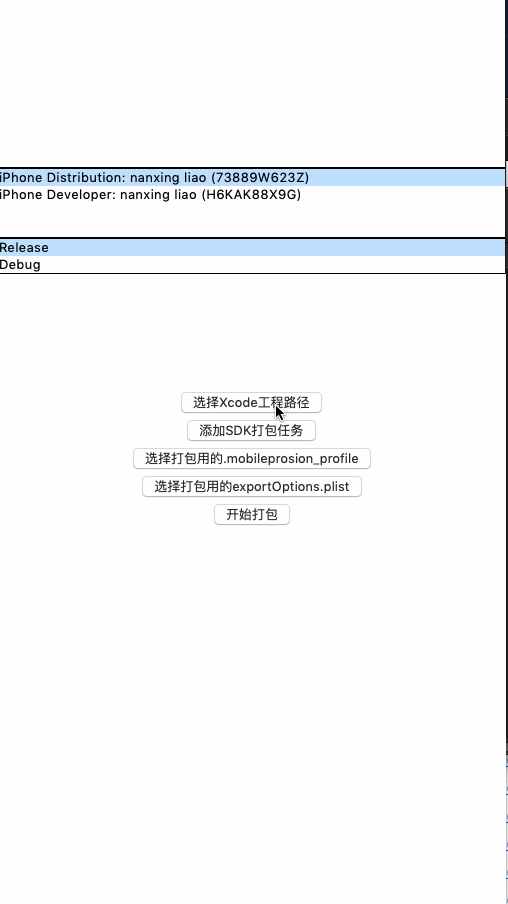 iPhone Distribution: nanxing liao (73889W623Z)
iPhone Developer: nanxing liao (H6KAK88X9G)
Release
Debug
选择Xcode工程路径
添加SDK打包任务
选择打包用的.mobileprosion_profile
选择打包用的exportOptions.plist
开始打包